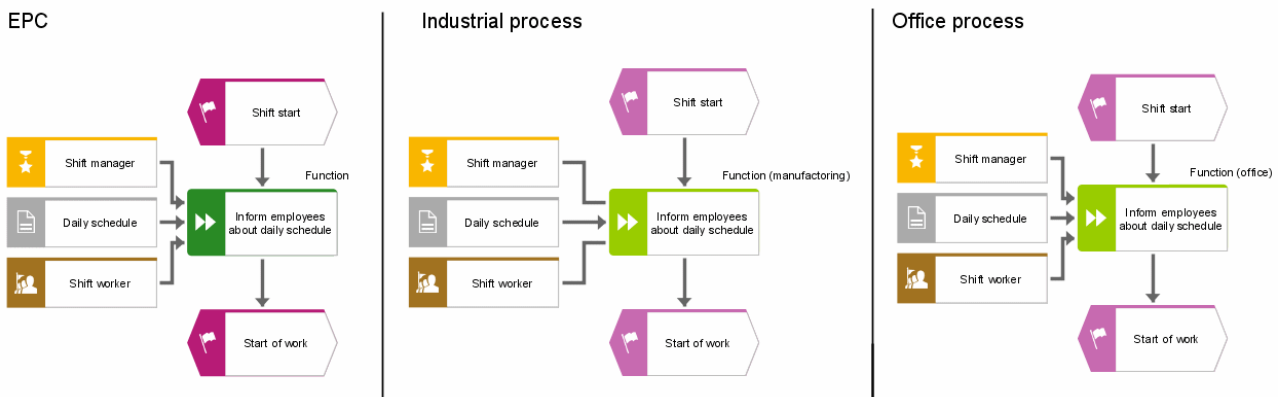 EPC
Shift start
Shift manager
Function
Daily schedule
Inform employees
about daily schedule
Shift worker
Start of work
Industrial process
Shift start
Shift manager
Function (manufactoring)
Daily schedule
Inform employees
about daily schedule
Shift worker
Start of work
Office process
Shift start
Shift manager
Function (office)
Daily schedule
Inform employees
about daily schedule
Shift worker
Start of work